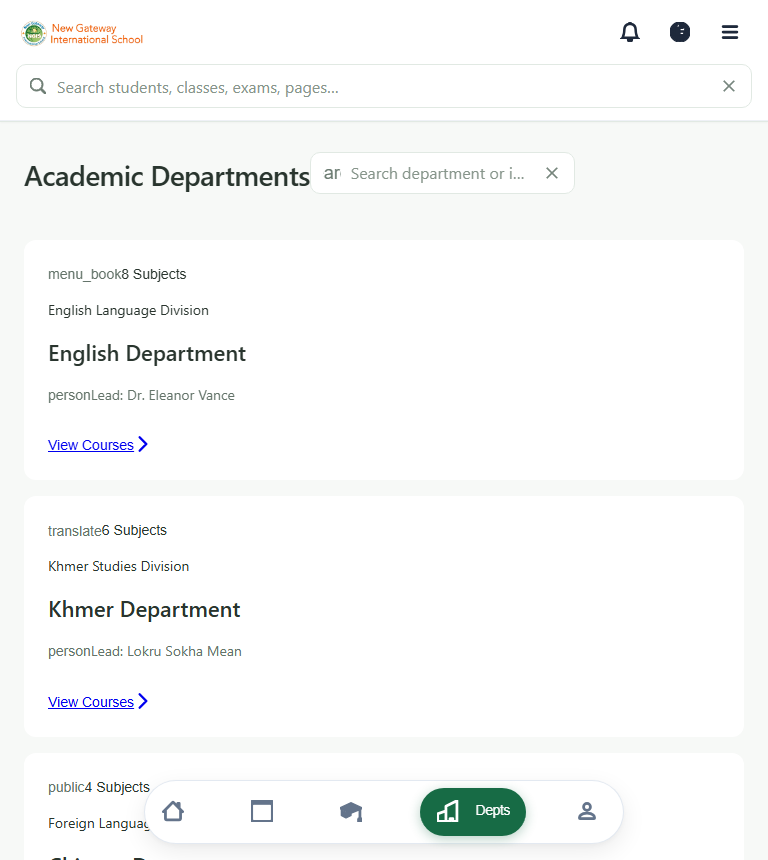 New Gateway
International School
Search students, classes, exams, pages...
Academic Departments
Search department or i...
menu_book8 Subjects
English Language Division
English Department
personLead: Dr. Eleanor Vance
View Courses
translate6 Subjects
Khmer Studies Division
Khmer Department
personLead: Lokru Sokha Mean
View Courses
public4 Subjects
Foreign Languag
Depts